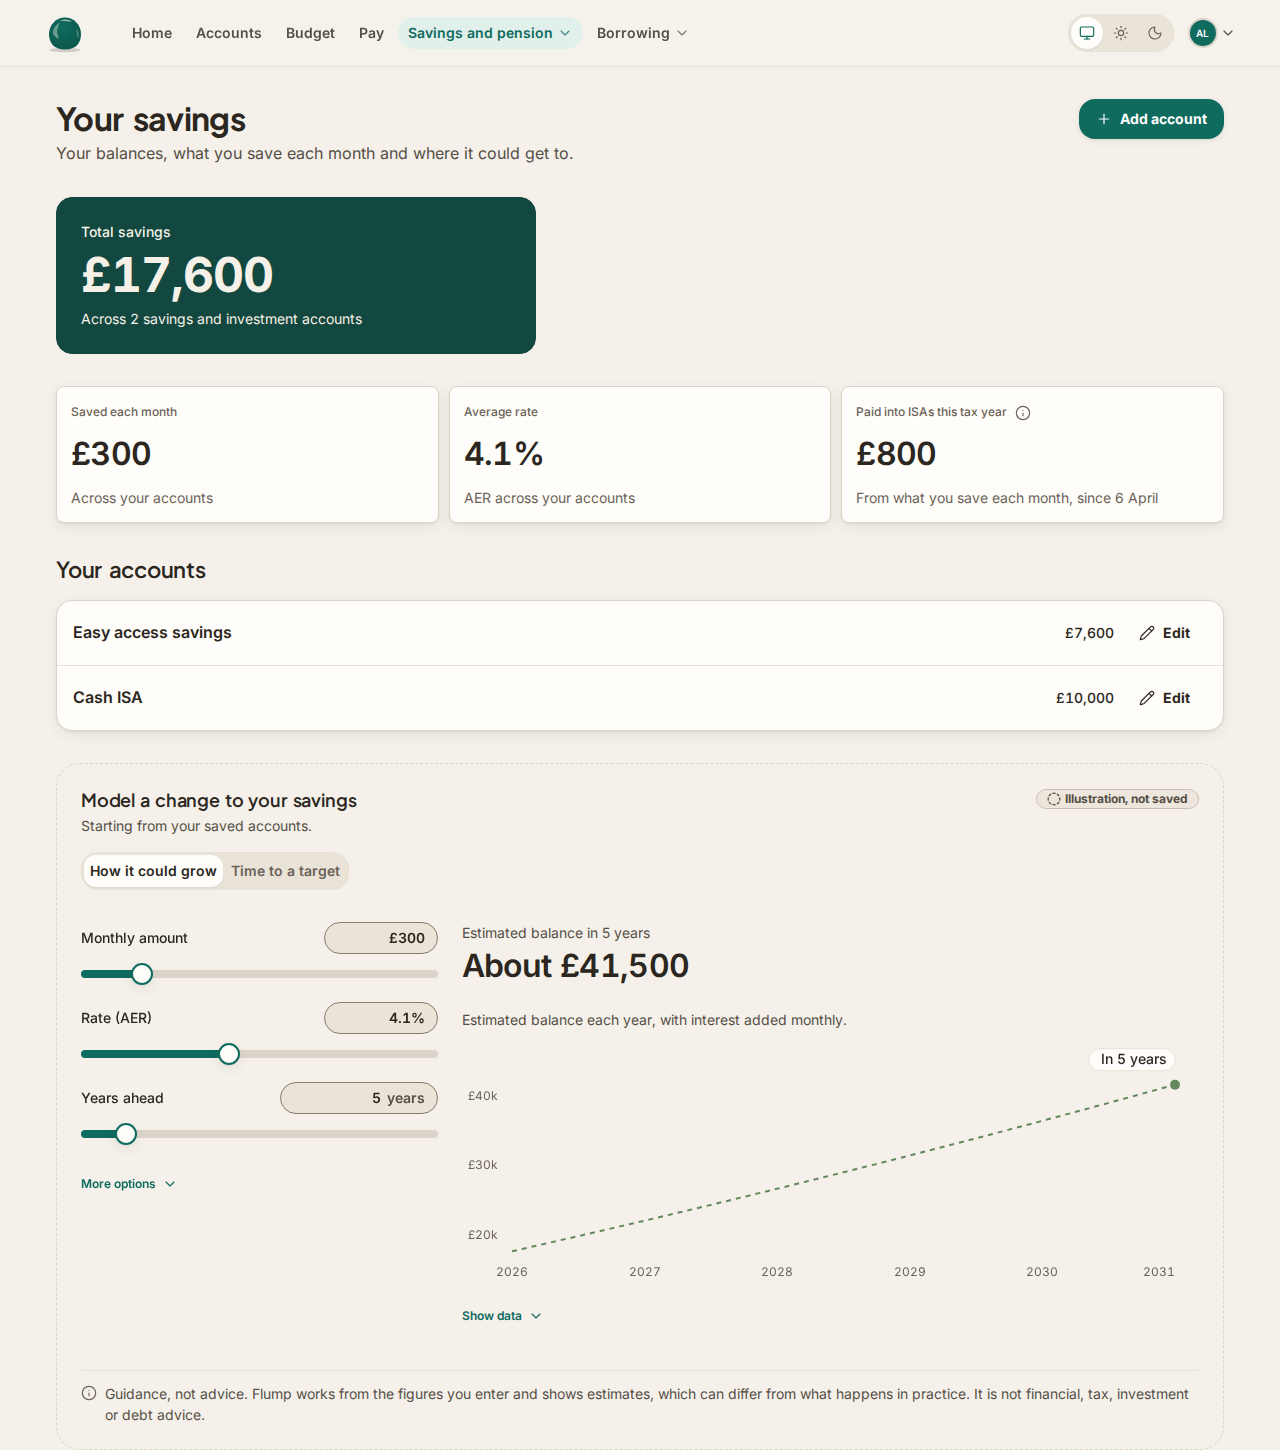 Home Accounts Budget Pay Savings and pension Borrowing AL
Your savings
Add account
Your balances, what you save each month and where it could get to.
Total savings
£17,600
Across 2 savings and investment accounts
Saved each month
£300
Across your accounts
Average rate
4.1%
AER across your accounts
Paid into ISAs this tax year
£800
From what you save each month, since 6 April
Your accounts
Easy access savings £7,600 Edit
Cash ISA £10,000 Edit
Model a change to your savings
Illustration, not saved
Starting from your saved accounts.
How it could grow Time to a target
Monthly amount £300
Rate (AER) 4.1%
Years ahead 5 years
More options
Estimated balance in 5 years
About £41,500
Estimated balance each year, with interest added monthly.
In 5 years
£40k
£30k
£20k
2026 2027 2028 2029 2030 2031
Show data
Guidance, not advice. Flump works from the figures you enter and shows estimates, which can differ from what happens in practice. It is not financial, tax, investment
or debt advice.